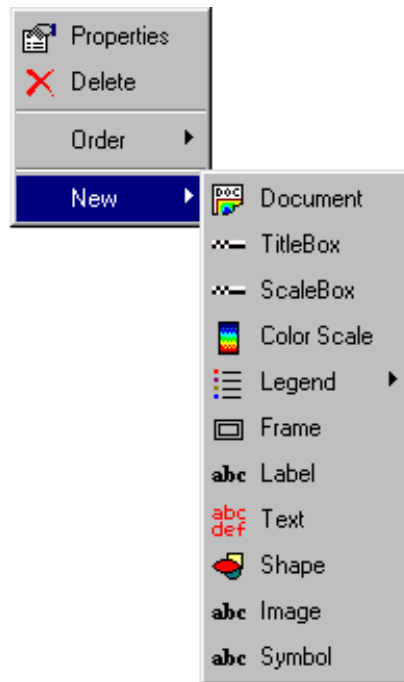 Properties
Delete
Order
New
DOC Document
TitleBox
ScaleBox
Color Scale
Legend
Frame
abc Label
abc
def Text
Shape
abc Image
abc Symbol